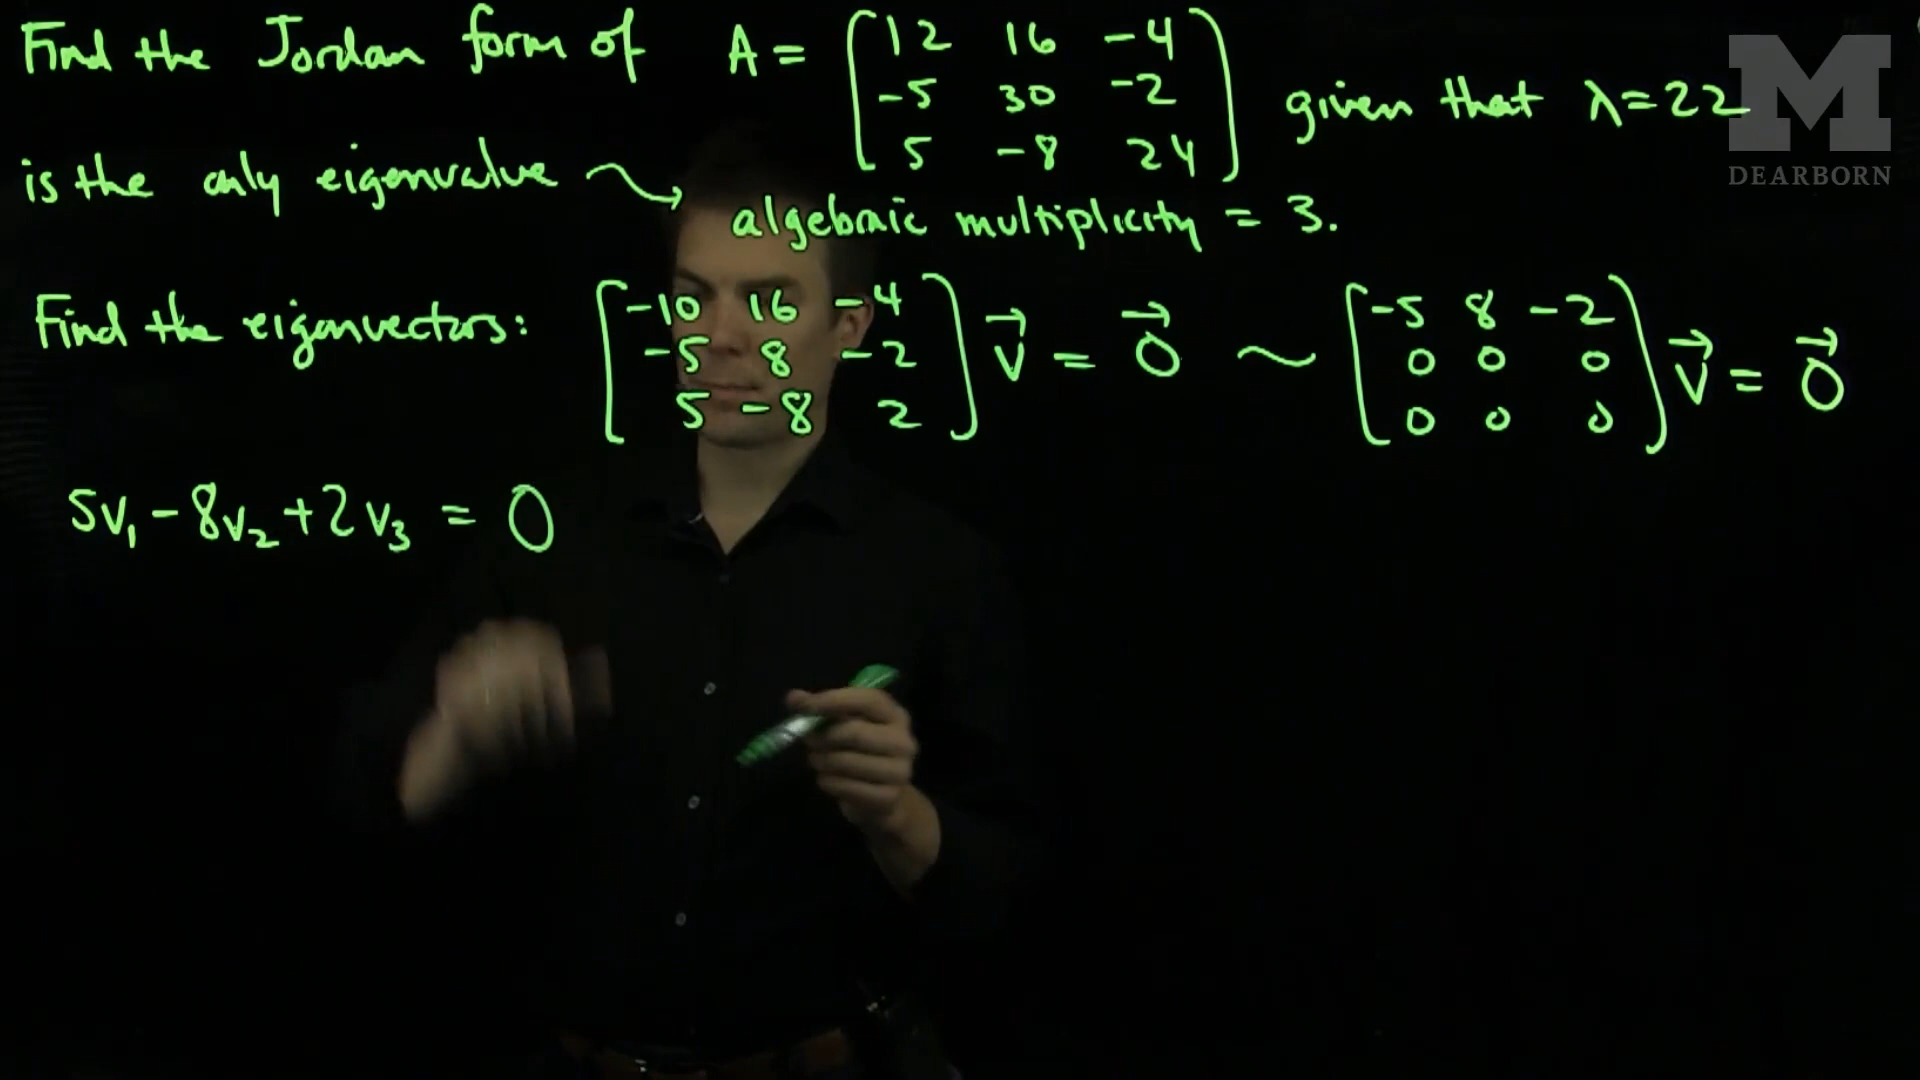 Find the Jordan form of A = [12 16 -4
-5 30 -2
5 -8 24] given that λ=22
is the only eigenvalue
algebraic multiplicity = 3.
Find the eigenvectors: [-10 16 -4
-5 8 -2
5 -8 2] v⃗ = 0⃗ ~ [-5 8 -2
0 0 0
0 0 0] v⃗ = 0⃗
5v₁ - 8v₂ + 2v₃ = 0
M
DEARBORN